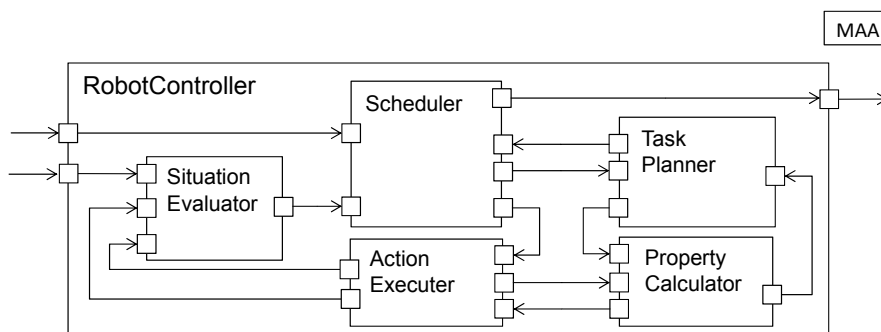 MAA
RobotController
Scheduler
Task
Planner
Situation
Evaluator
Action
Executer
Property
Calculator